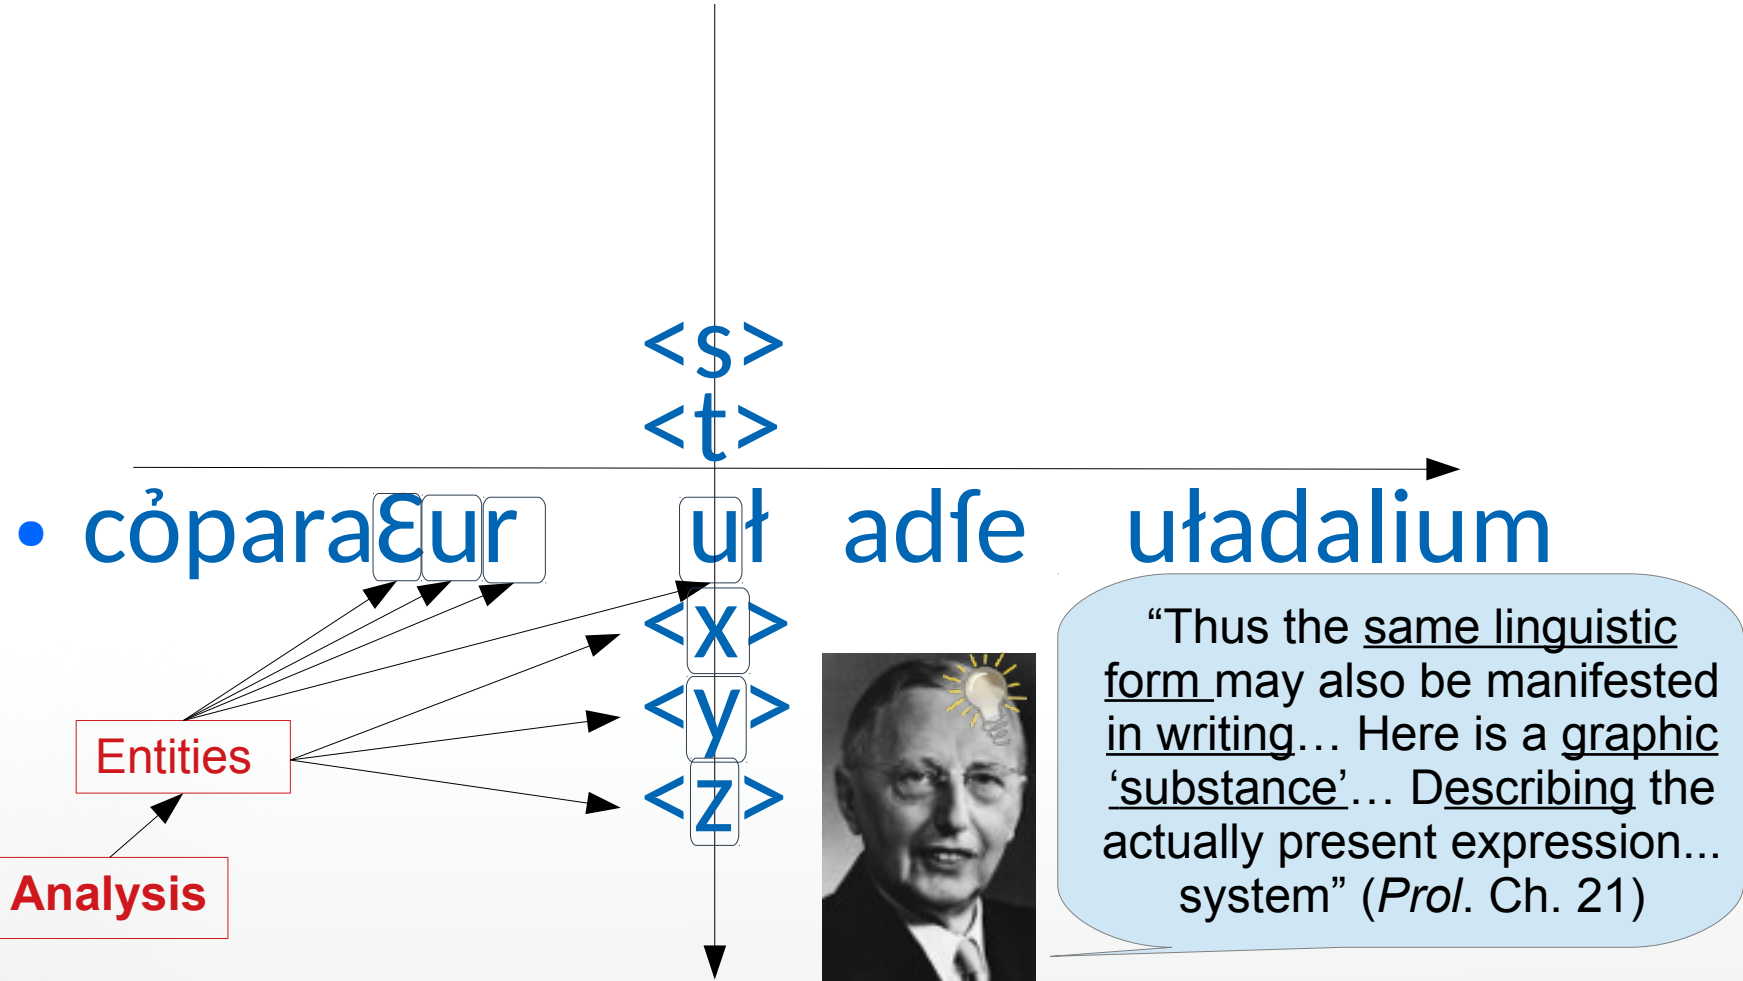 <s>
<t>
• cỏparaƐur uł adſe uładalium
<x>
<y>
<z>
Entities
Analysis
“Thus the same linguistic
form may also be manifested
in writing… Here is a graphic
‘substance’… Describing the
actually present expression...
system” (Prol. Ch. 21)